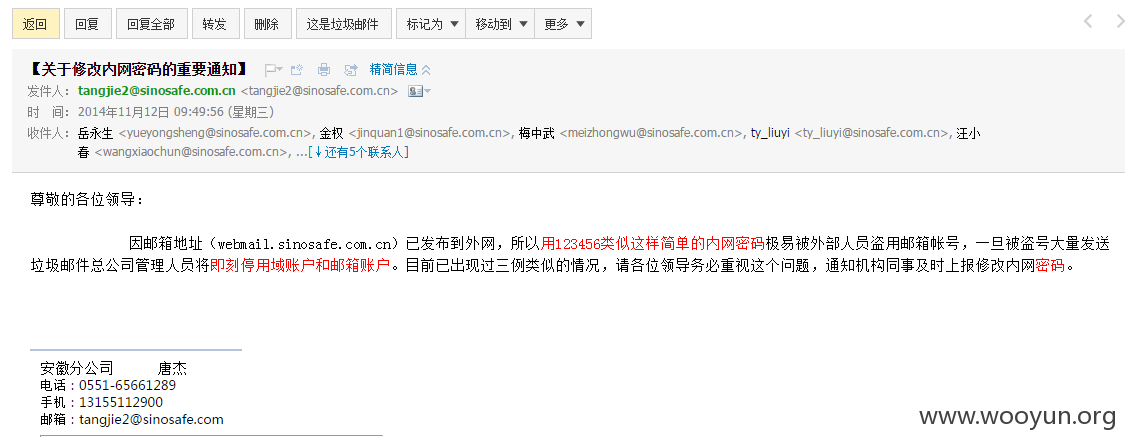 返回 回复 回复全部 转发 删除 这是垃圾邮件 标记为 移动到 更多
【关于修改内网密码的重要通知】 精简信息
发件人：tangjie2@sinosafe.com.cn <tangjie2@sinosafe.com.cn>
时 间：2014年11月12日 09:49:56 (星期三)
收件人：岳永生 <yueyongsheng@sinosafe.com.cn>, 金权 <jinquan1@sinosafe.com.cn>, 梅中武 <meizhongwu@sinosafe.com.cn>, ty_liuyi <ty_liuyi@sinosafe.com.cn>, 汪小
春 <wangxiaochun@sinosafe.com.cn>, ...[↓还有5个联系人]
尊敬的各位领导：
因邮箱地址（webmail.sinosafe.com.cn）已发布到外网，所以用123456类似这样简单的内网密码极易被外部人员盗用邮箱帐号，一旦被盗号大量发送
垃圾邮件总公司管理人员将即刻停用域账户和邮箱账户。目前已出现过三例类似的情况，请各位领导务必重视这个问题，通知机构同事及时上报修改内网密码。
安徽分公司 唐杰
电话：0551-65661289
手机：13155112900
邮箱：tangjie2@sinosafe.com
www.wooyun.org